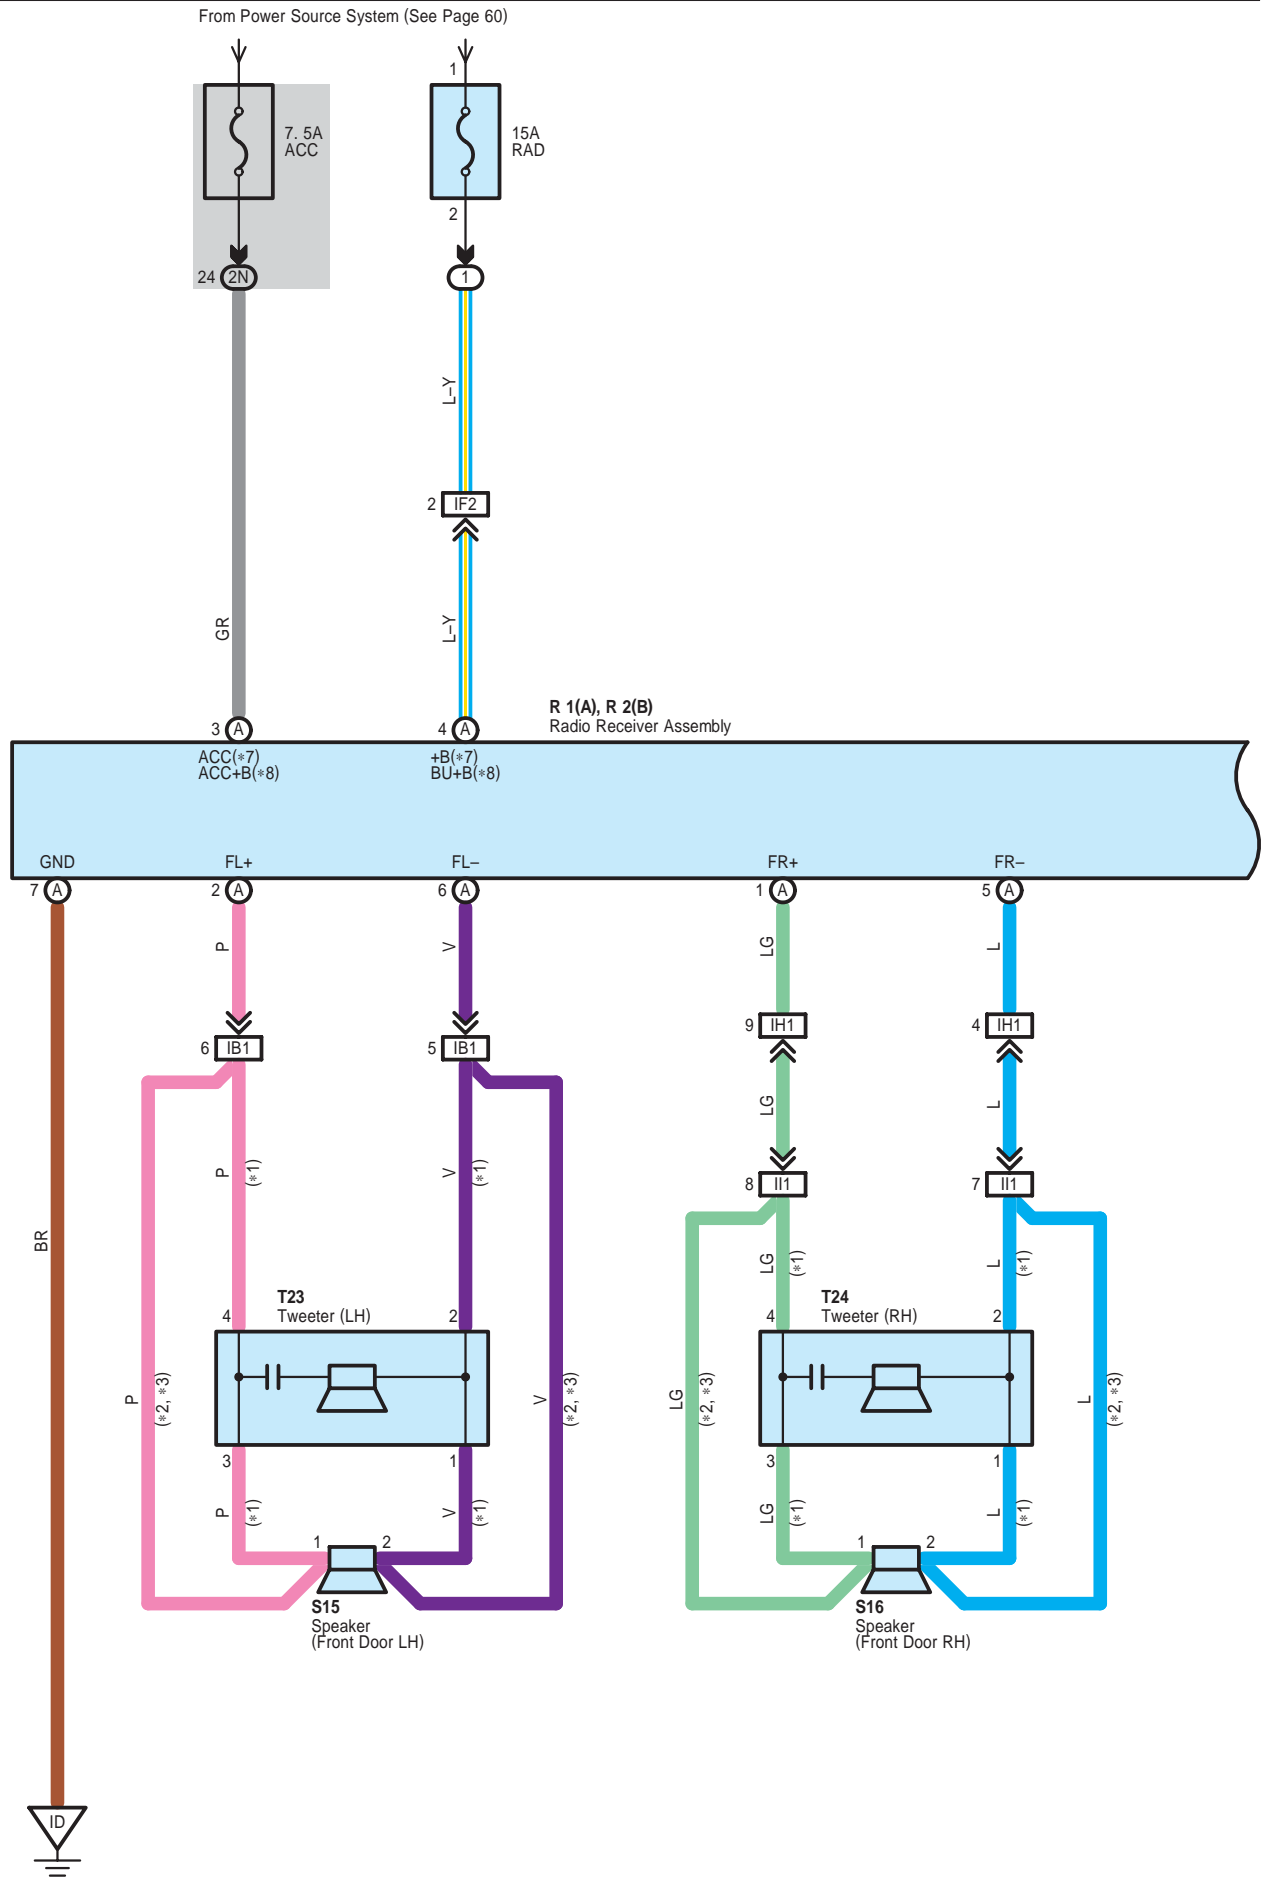 From Power Source System (See Page 60)
1
7. 5A
ACC
15A
RAD
2
24 2N
1
L–Y
2 IF2
GR
L–Y
R 1(A), R 2(B)
Radio Receiver Assembly
3 A
4 A
ACC(*7)
ACC+B(*8)
+B(*7)
BU+B(*8)
GND
FL+
FL–
FR+
FR–
7 A
2 A
6 A
1 A
5 A
P
V
LG
L
9 IH1
4 IH1
6 IB1
5 IB1
LG
L
P
(*1)
V
(*1)
8 II1
7 II1
BR
LG
(*1)
L
(*1)
T23
Tweeter (LH)
T24
Tweeter (RH)
4
2
4
2
P
(*2, *3)
V
(*2, *3)
LG
(*2, *3)
L
(*2, *3)
3
1
3
1
P
(*1)
V
(*1)
LG
(*1)
L
(*1)
1
2
1
2
S15
Speaker
(Front Door LH)
S16
Speaker
(Front Door RH)
ID